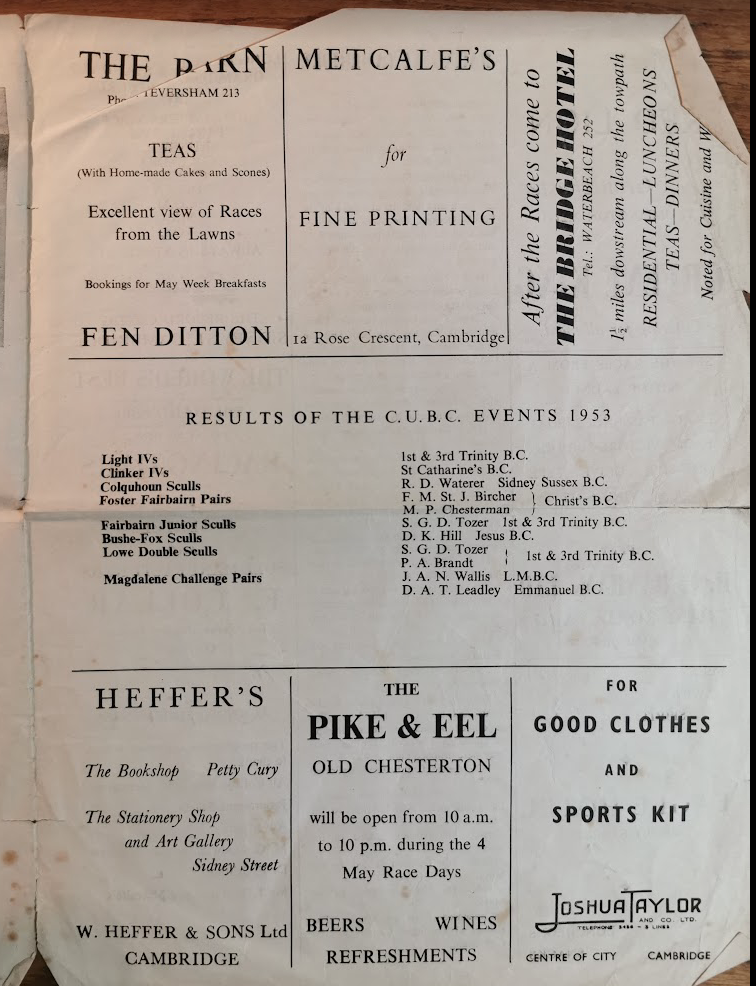 THE BARN
TEVERSHAM 213
TEAS
(With Home-made Cakes and Scones)
Excellent view of Races
from the Lawns
Bookings for May Week Breakfasts
FEN DITTON
METCALFE'S
for
FINE PRINTING
1a Rose Crescent, Cambridge
After the Races come to
THE BRIDGE HOTEL
Tel.: WATERBEACH 252
1½ miles dowstream along the towpath
RESIDENTIAL—LUNCHEONS
TEAS—DINNERS
Noted for Cuisine and
RESULTS OF THE C.U.B.C. EVENTS 1953
Light IVs 1st & 3rd Trinity B.C.
Clinker IVs St Catharine's B.C.
Colquhoun Sculls R. D. Waterer Sidney Sussex B.C.
Foster Fairbairn Pairs F. M. St. J. Bircher } Christ's B.C.
M. P. Chesterman
Fairbairn Junior Sculls S. G. D. Tozer 1st & 3rd Trinity B.C.
Bushe-Fox Sculls D. K. Hill Jesus B.C.
Lowe Double Sculls S. G. D. Tozer } 1st & 3rd Trinity B.C.
P. A. Brandt
Magdalene Challenge Pairs J. A. N. Wallis L.M.B.C.
D. A. T. Leadley Emmanuel B.C.
HEFFER'S
The Bookshop Petty Cury
The Stationery Shop
and Art Gallery
Sidney Street
W. HEFFER & SONS Ltd
CAMBRIDGE
THE
PIKE & EEL
OLD CHESTERTON
will be open from 10 a.m.
to 10 p.m. during the 4
May Race Days
BEERS WINES
REFRESHMENTS
FOR
GOOD CLOTHES
AND
SPORTS KIT
JOSHUA TAYLOR
AND CO. LTD.
TELEPHONE - 3 LINES
CENTRE OF CITY CAMBRIDGE